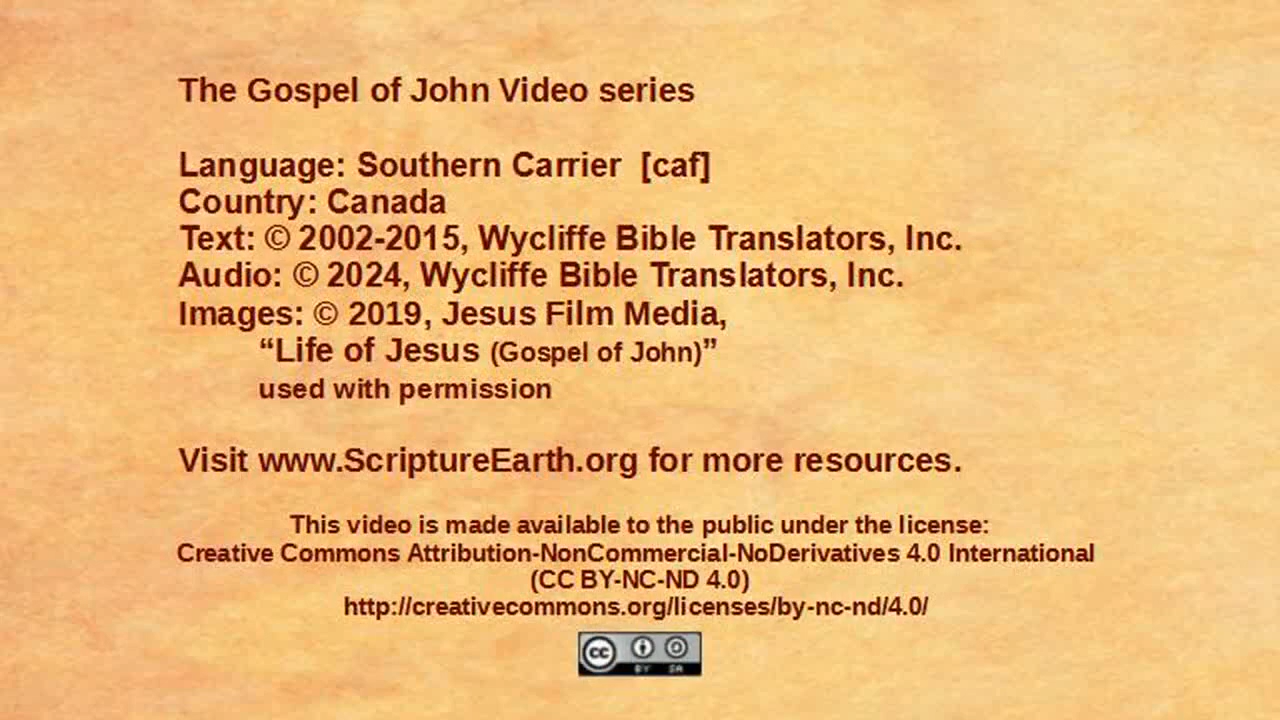 The Gospel of John Video series
Language: Southern Carrier [caf]
Country: Canada
Text: © 2002-2015, Wycliffe Bible Translators, Inc.
Audio: © 2024, Wycliffe Bible Translators, Inc.
Images: © 2019, Jesus Film Media,
“Life of Jesus (Gospel of John)”
used with permission
Visit www.ScriptureEarth.org for more resources.
This video is made available to the public under the license:
Creative Commons Attribution-NonCommercial-NoDerivatives 4.0 International
(CC BY-NC-ND 4.0)
http://creativecommons.org/licenses/by-nc-nd/4.0/
cc
BY SA